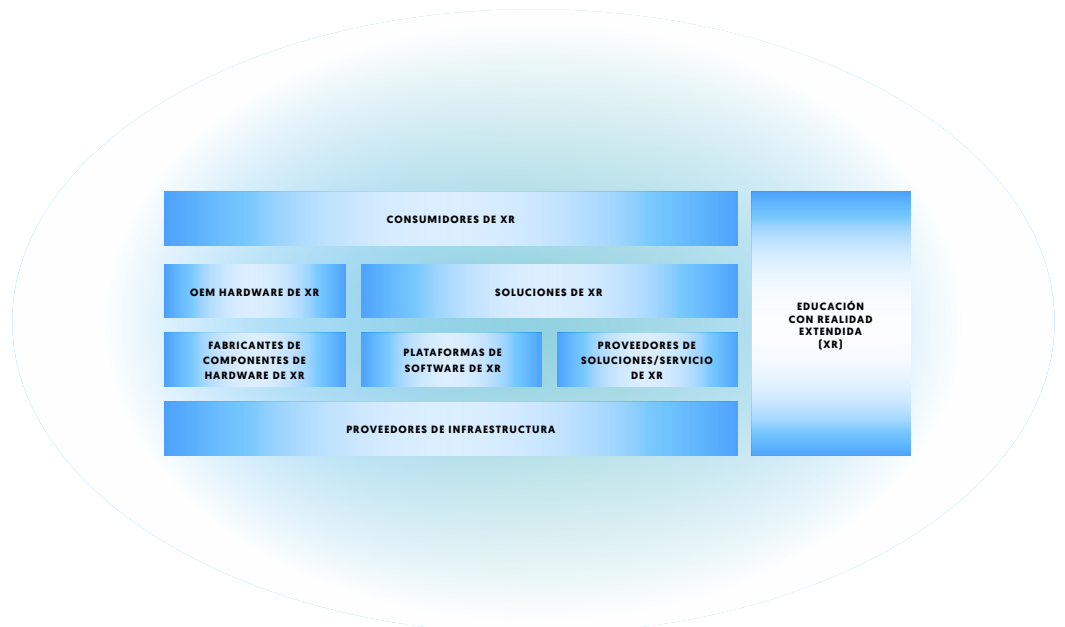 CONSUMIDORES DE XR
OEM HARDWARE DE XR
SOLUCIONES DE XR
FABRICANTES DE
COMPONENTES DE
HARDWARE DE XR
PLATAFORMAS DE
SOFTWARE DE XR
PROVEEDORES DE
SOLUCIONES/SERVICIO
DE XR
PROVEEDORES DE INFRAESTRUCTURA
EDUCACIÓN
CON REALIDAD
EXTENDIDA
(XR)